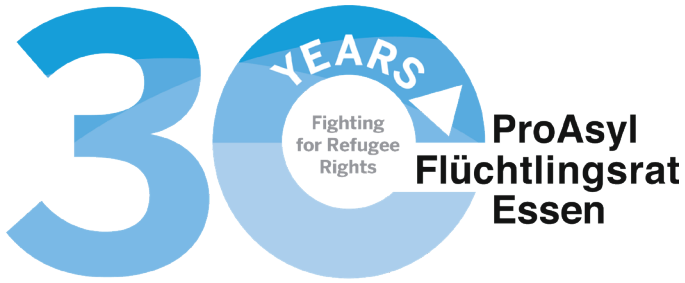 30
YEARS
Fighting
for Refugee
Rights
ProAsyl
Flüchtlingsrat
Essen